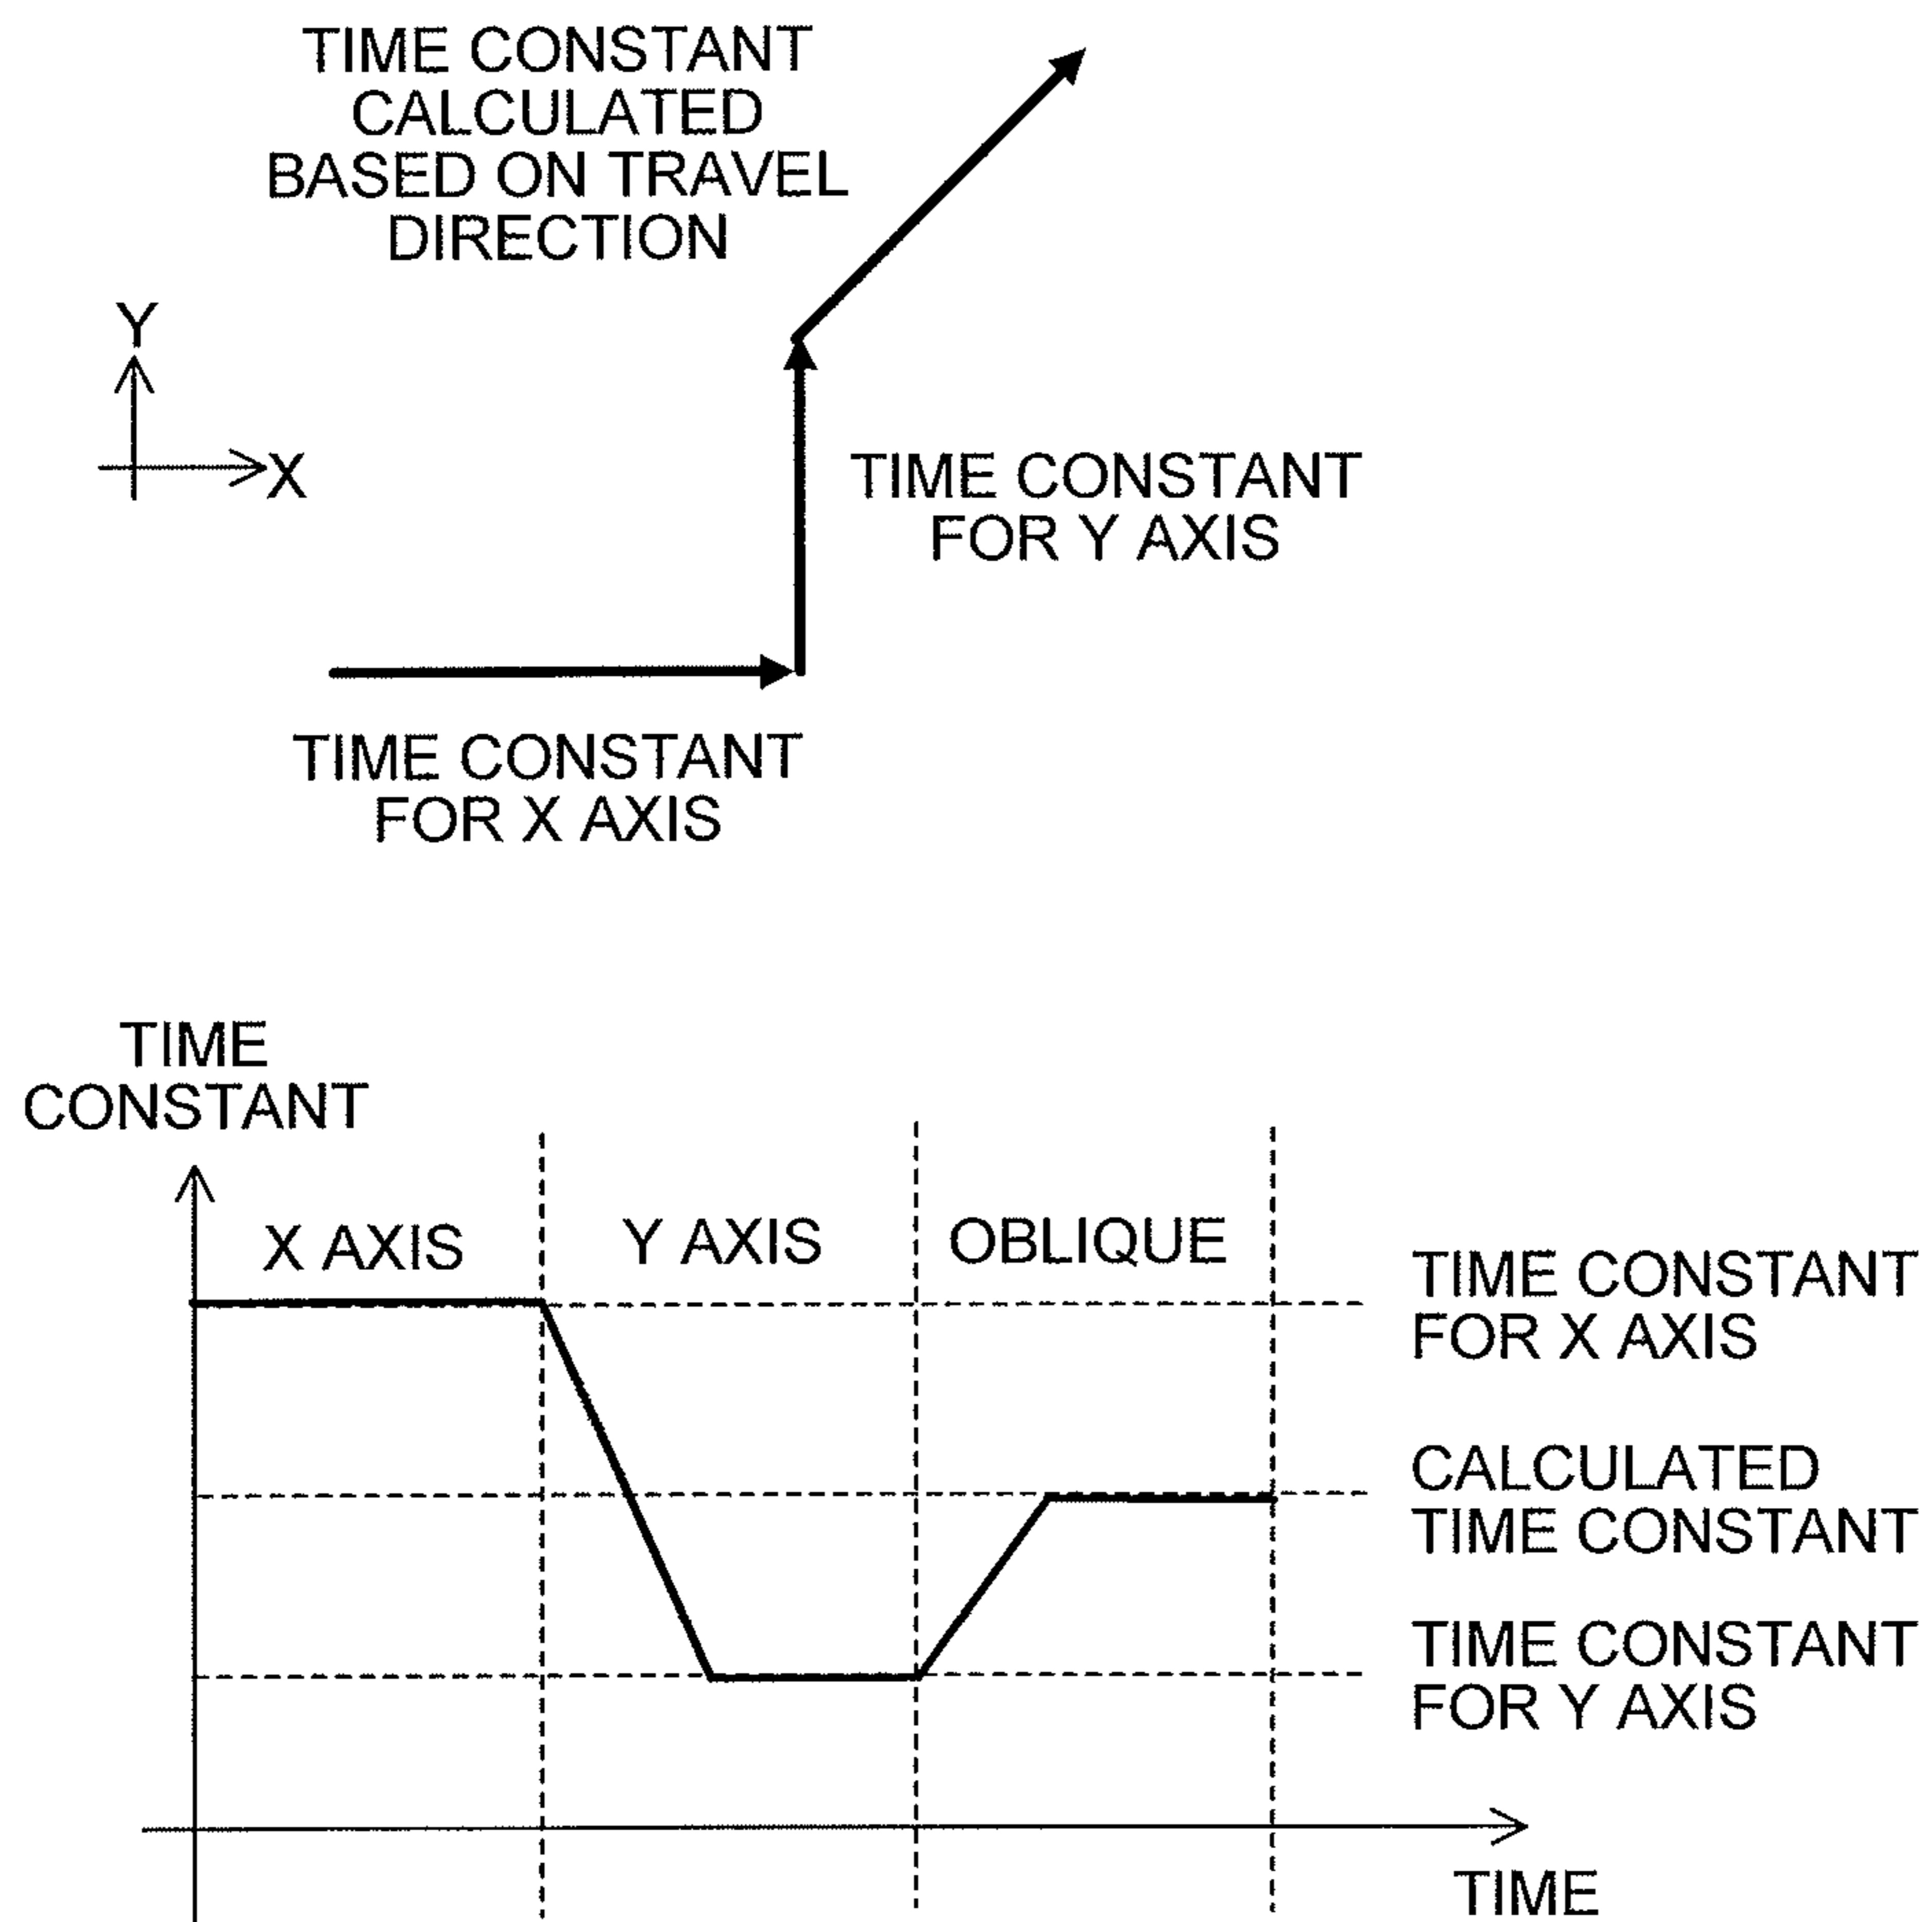 TIME CONSTANT
CALCULATED
BASED ON TRAVEL
DIRECTION
Y
X
TIME CONSTANT
FOR Y AXIS
TIME CONSTANT
FOR X AXIS
TIME
CONSTANT
X AXIS
Y AXIS
OBLIQUE
TIME CONSTANT
FOR X AXIS
CALCULATED
TIME CONSTANT
TIME CONSTANT
FOR Y AXIS
TIME